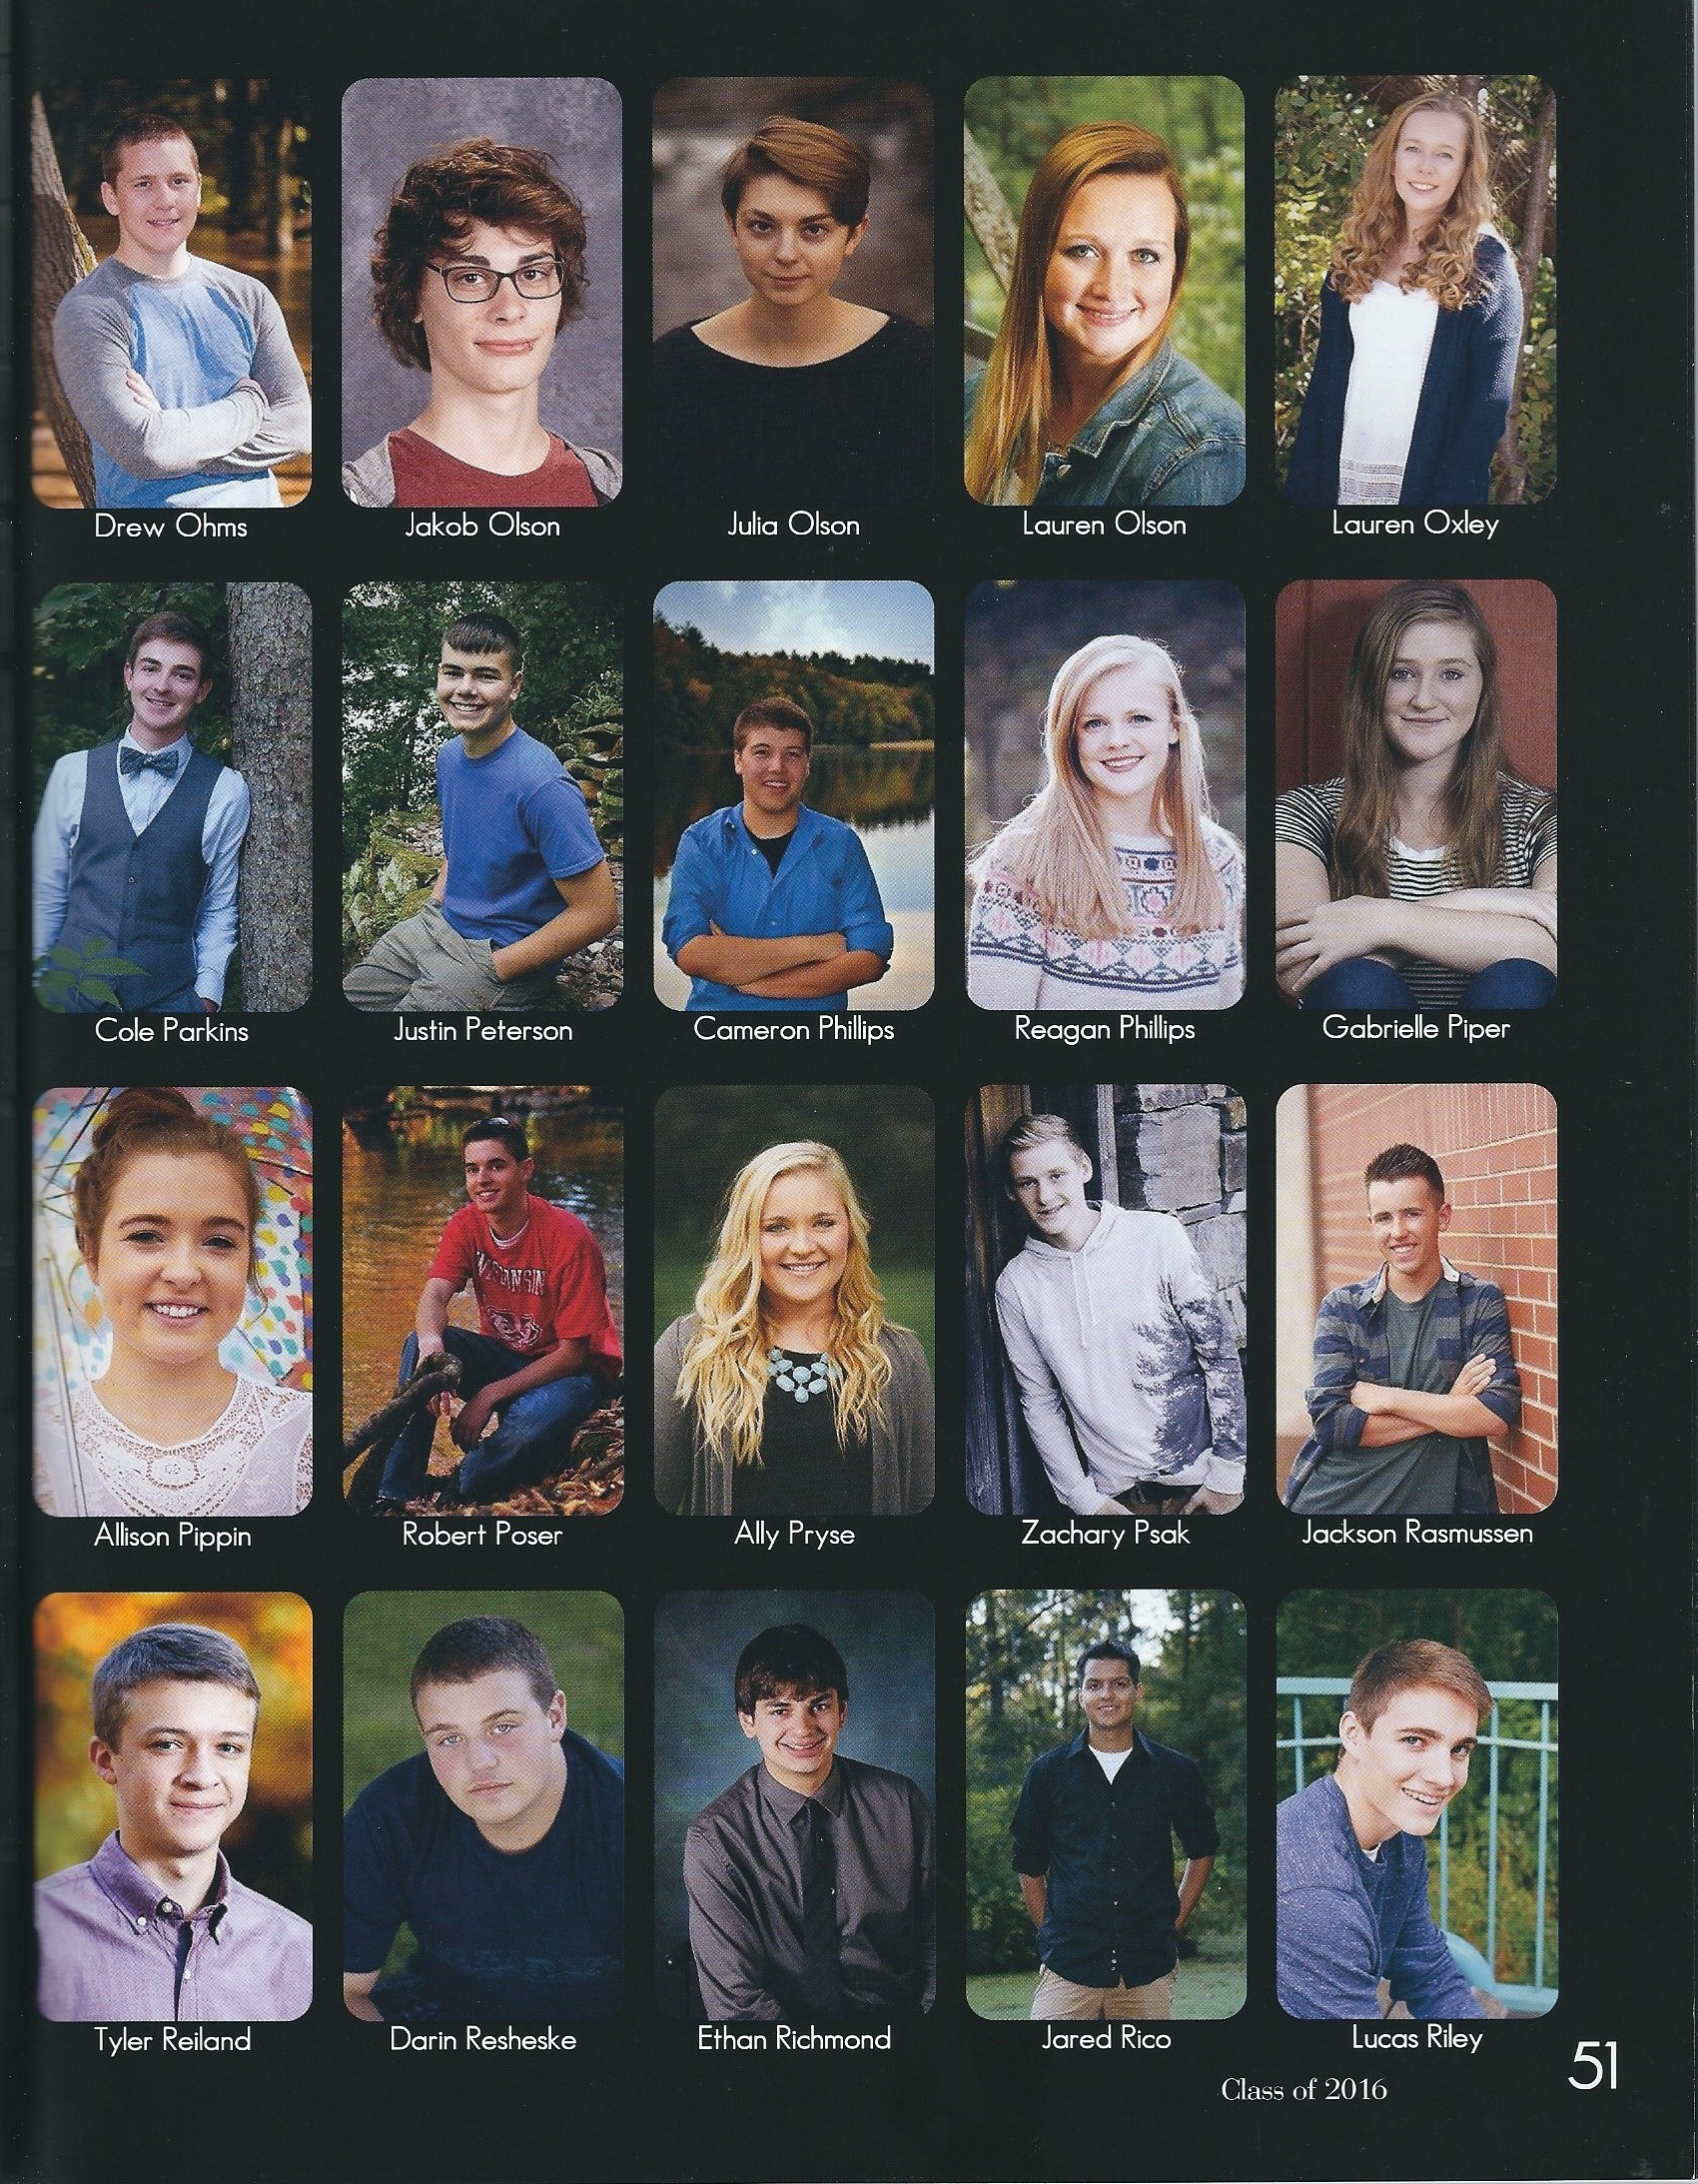 Drew Ohms
Jakob Olson
Julia Olson
Lauren Olson
Lauren Oxley
Cole Parkins
Justin Peterson
Cameron Phillips
Reagan Phillips
Gabrielle Piper
WISCONSIN
Allison Pippin
Robert Poser
Ally Pryse
Zachary Psak
Jackson Rasmussen
Tyler Reiland
Darin Resheske
Ethan Richmond
Jared Rico
Lucas Riley
Class of 2016
51